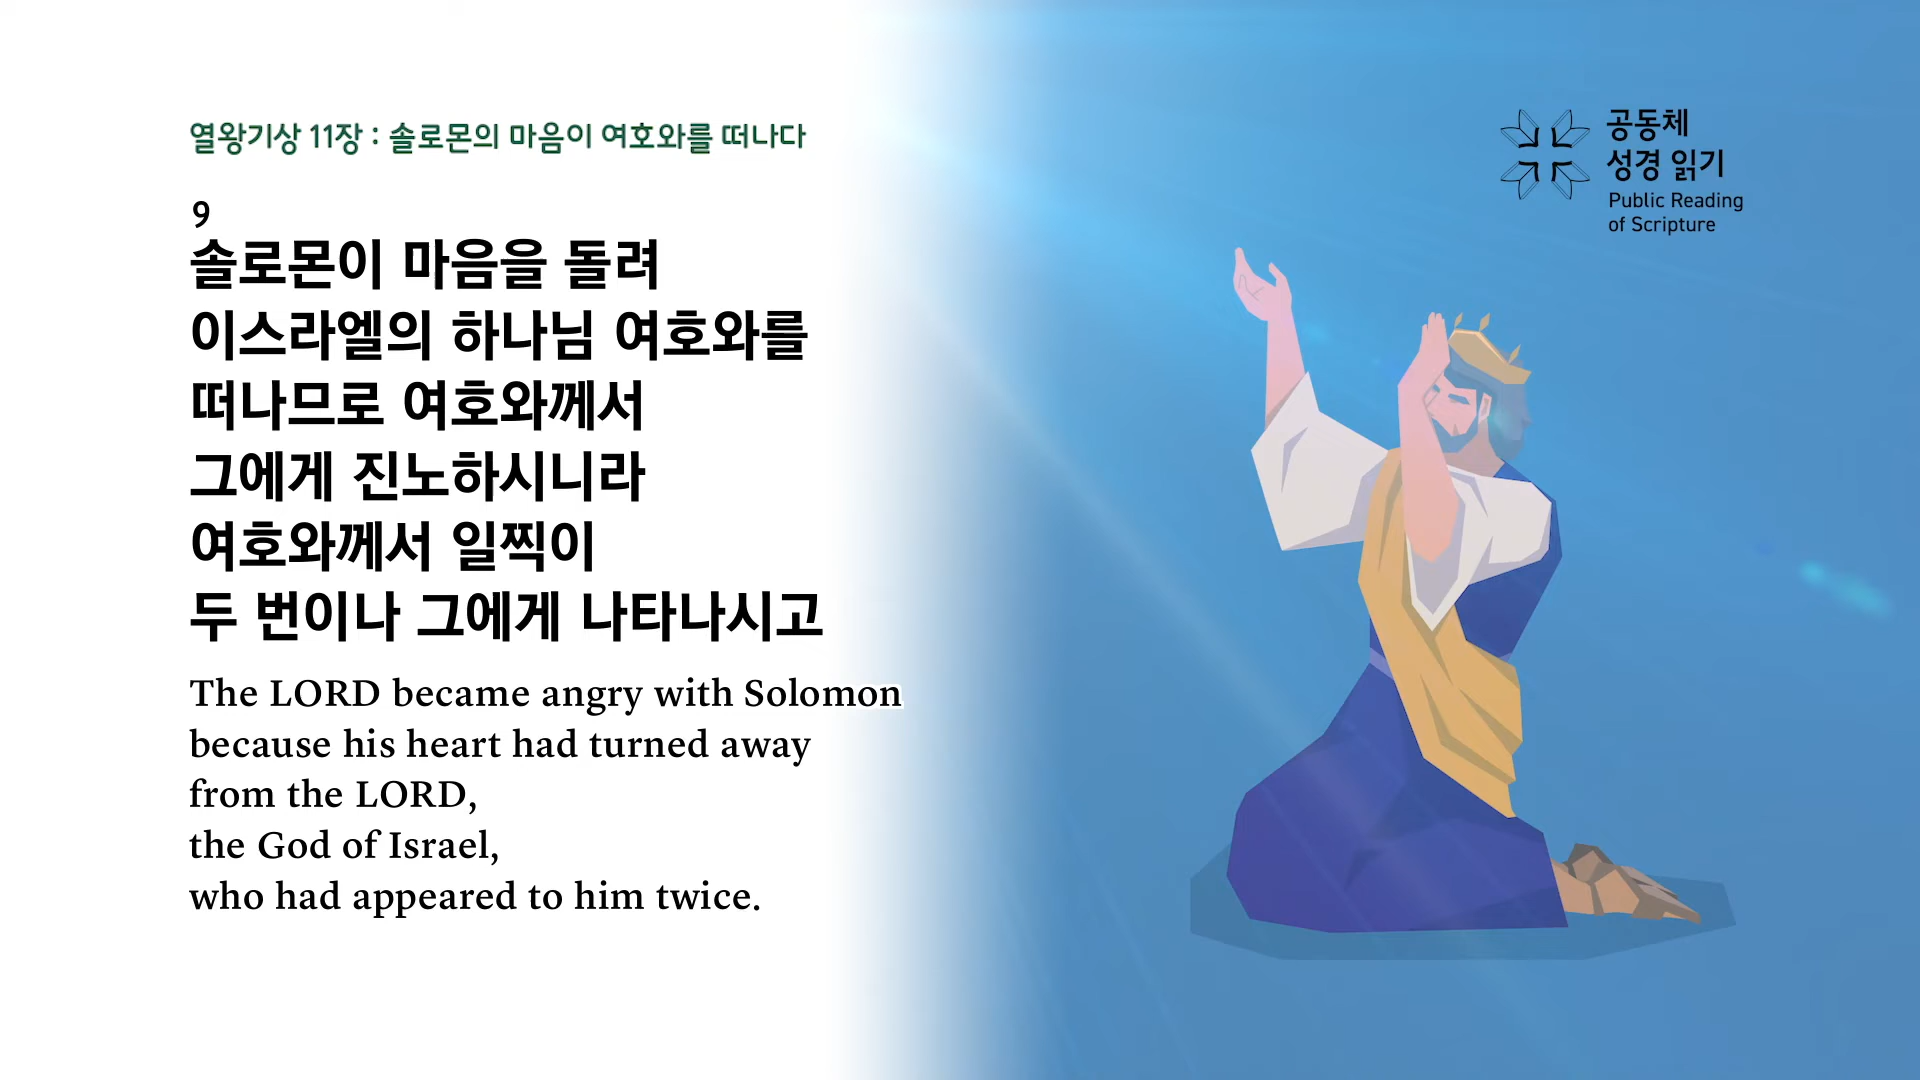 열왕기상 11장 : 솔로몬의 마음이 여호와를 떠나다
9
솔로몬이 마음을 돌려
이스라엘의 하나님 여호와를
떠나므로 여호와께서
그에게 진노하시니라
여호와께서 일찍이
두 번이나 그에게 나타나시고
The LORD became angry with Solomon
because his heart had turned away
from the LORD,
the God of Israel,
who had appeared to him twice.
공동체
성경 읽기
Public Reading
of Scripture